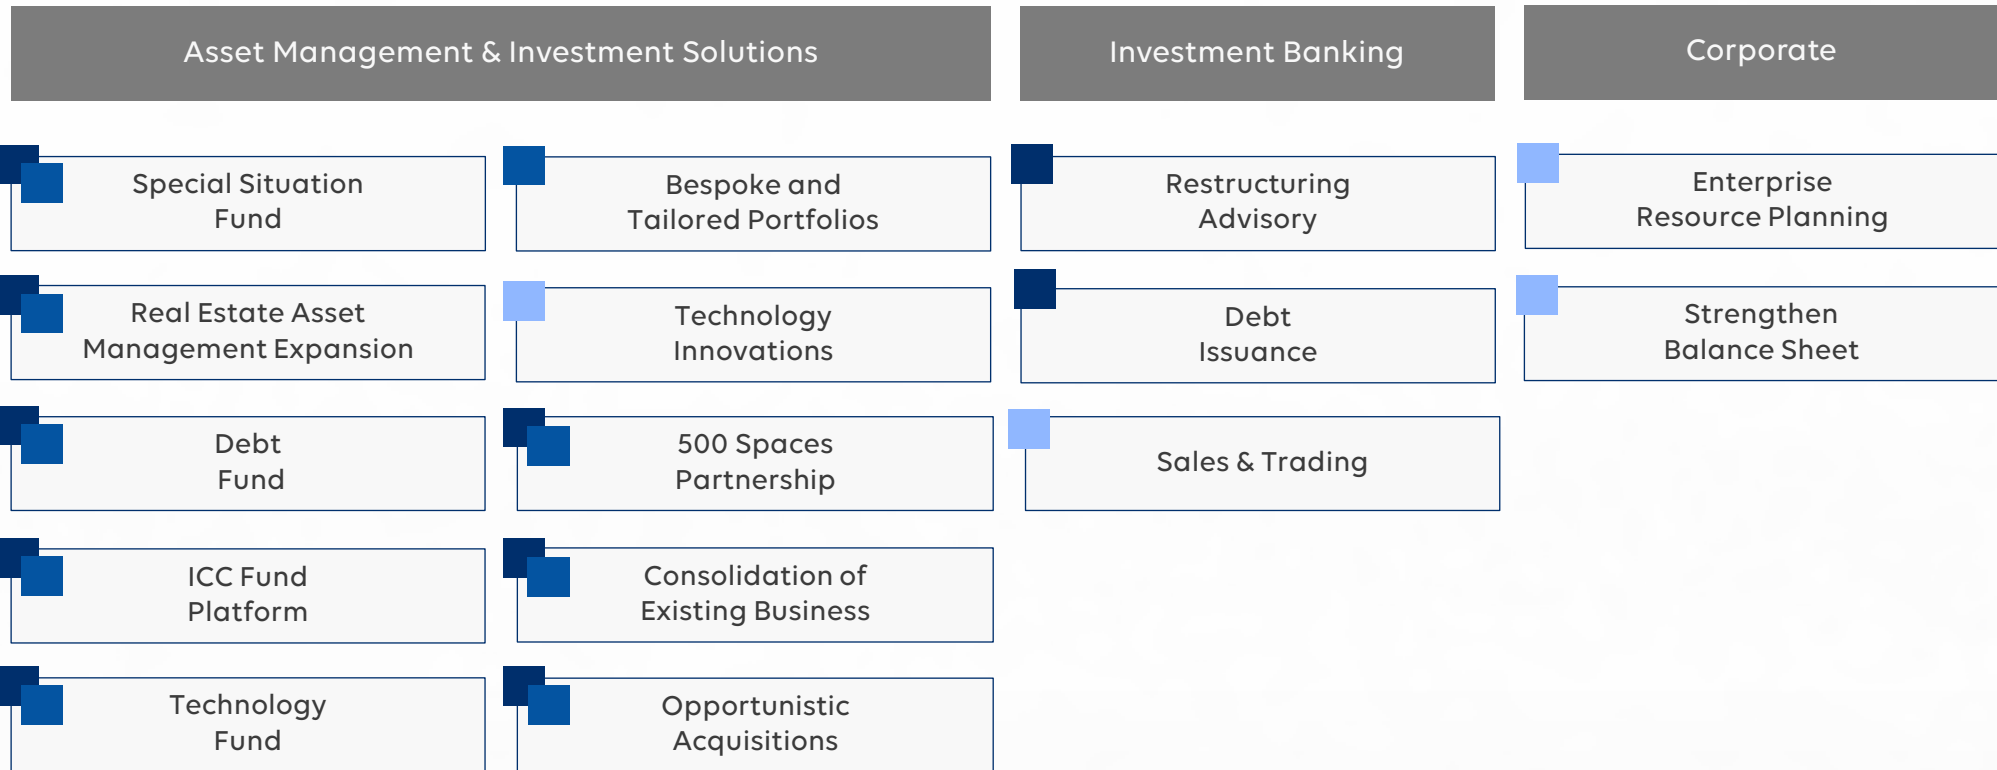 Asset Management & Investment Solutions
Investment Banking
Corporate
Special Situation
Fund
Bespoke and
Tailored Portfolios
Restructuring
Advisory
Enterprise
Resource Planning
Real Estate Asset
Management Expansion
Technology
Innovations
Debt
Issuance
Strengthen
Balance Sheet
Debt
Fund
500 Spaces
Partnership
Sales & Trading
ICC Fund
Platform
Consolidation of
Existing Business
Technology
Fund
Opportunistic
Acquisitions